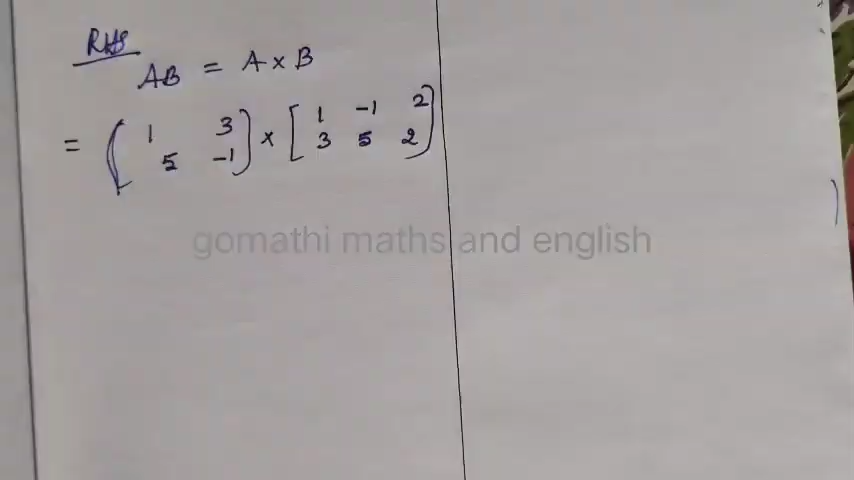 RHS
AB = A × B
= ( 1 3 ) × [ 1 -1 2 )
5 -1 3 5 2
gomathi maths and english